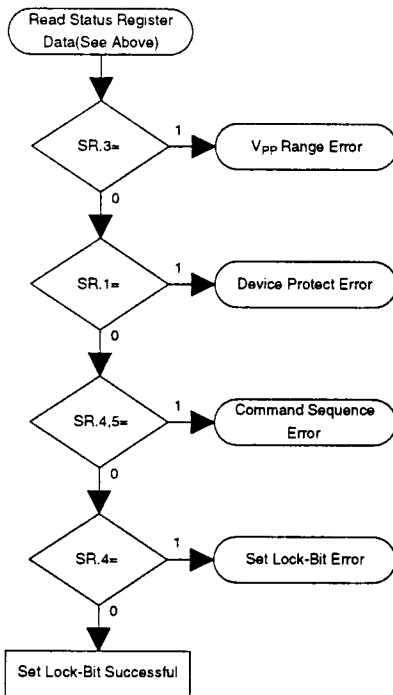 Read Status Register
Data(See Above)
SR.3=
1
VPP Range Error
0
SR.1=
1
Device Protect Error
0
SR.4,5=
1
Command Sequence
Error
0
SR.4=
1
Set Lock-Bit Error
0
Set Lock-Bit Successful